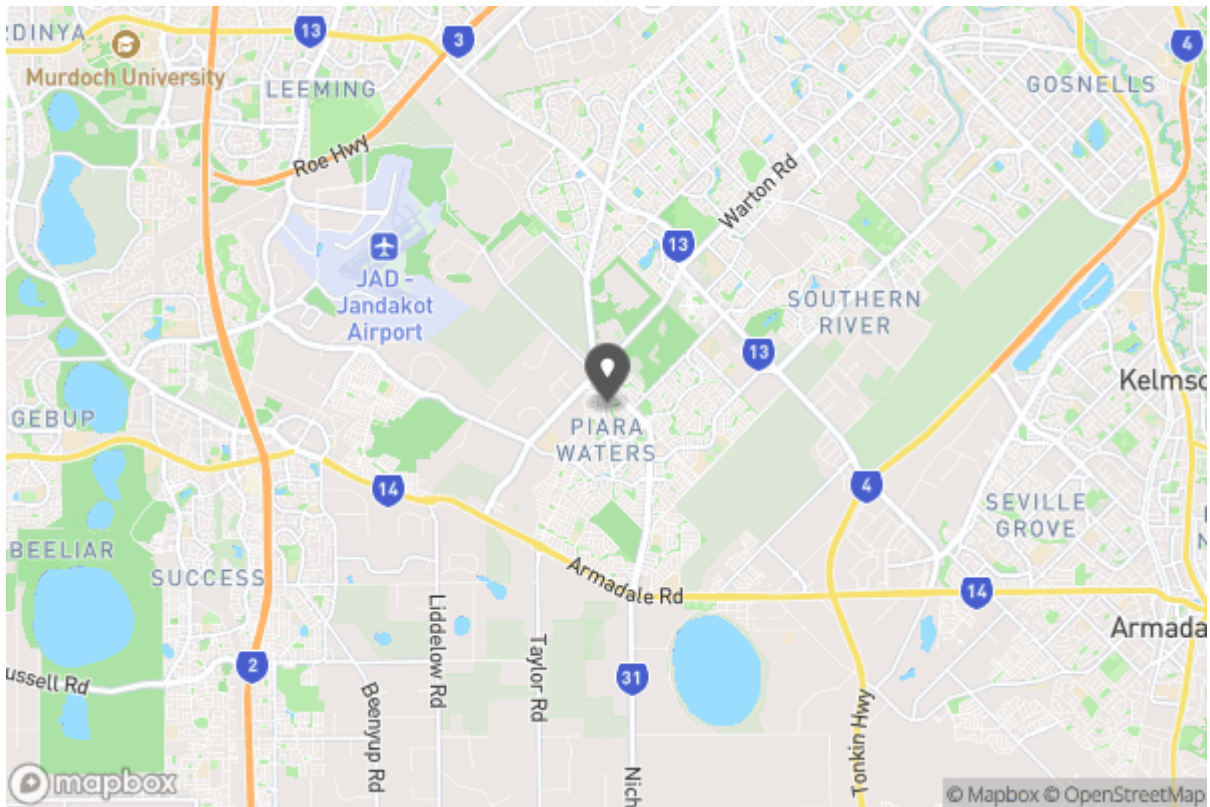 RDINYA
13
3
4
Murdoch University
LEEMING
GOSNELLS
Roe Hwy
Warton Rd
13
JAD -
Jandakot
Airport
SOUTHERN
RIVER
13
Kelmsc
GEBUP
PIARA
WATERS
14
4
SEVILLE
GROVE
BEELIAR
SUCCESS
Armadale Rd
14
Liddelow Rd
Taylor Rd
Armada
2
ussell Rd
31
Beenyup Rd
Tonkin Hwy
Nich
mapbox
© Mapbox © OpenStreetMap